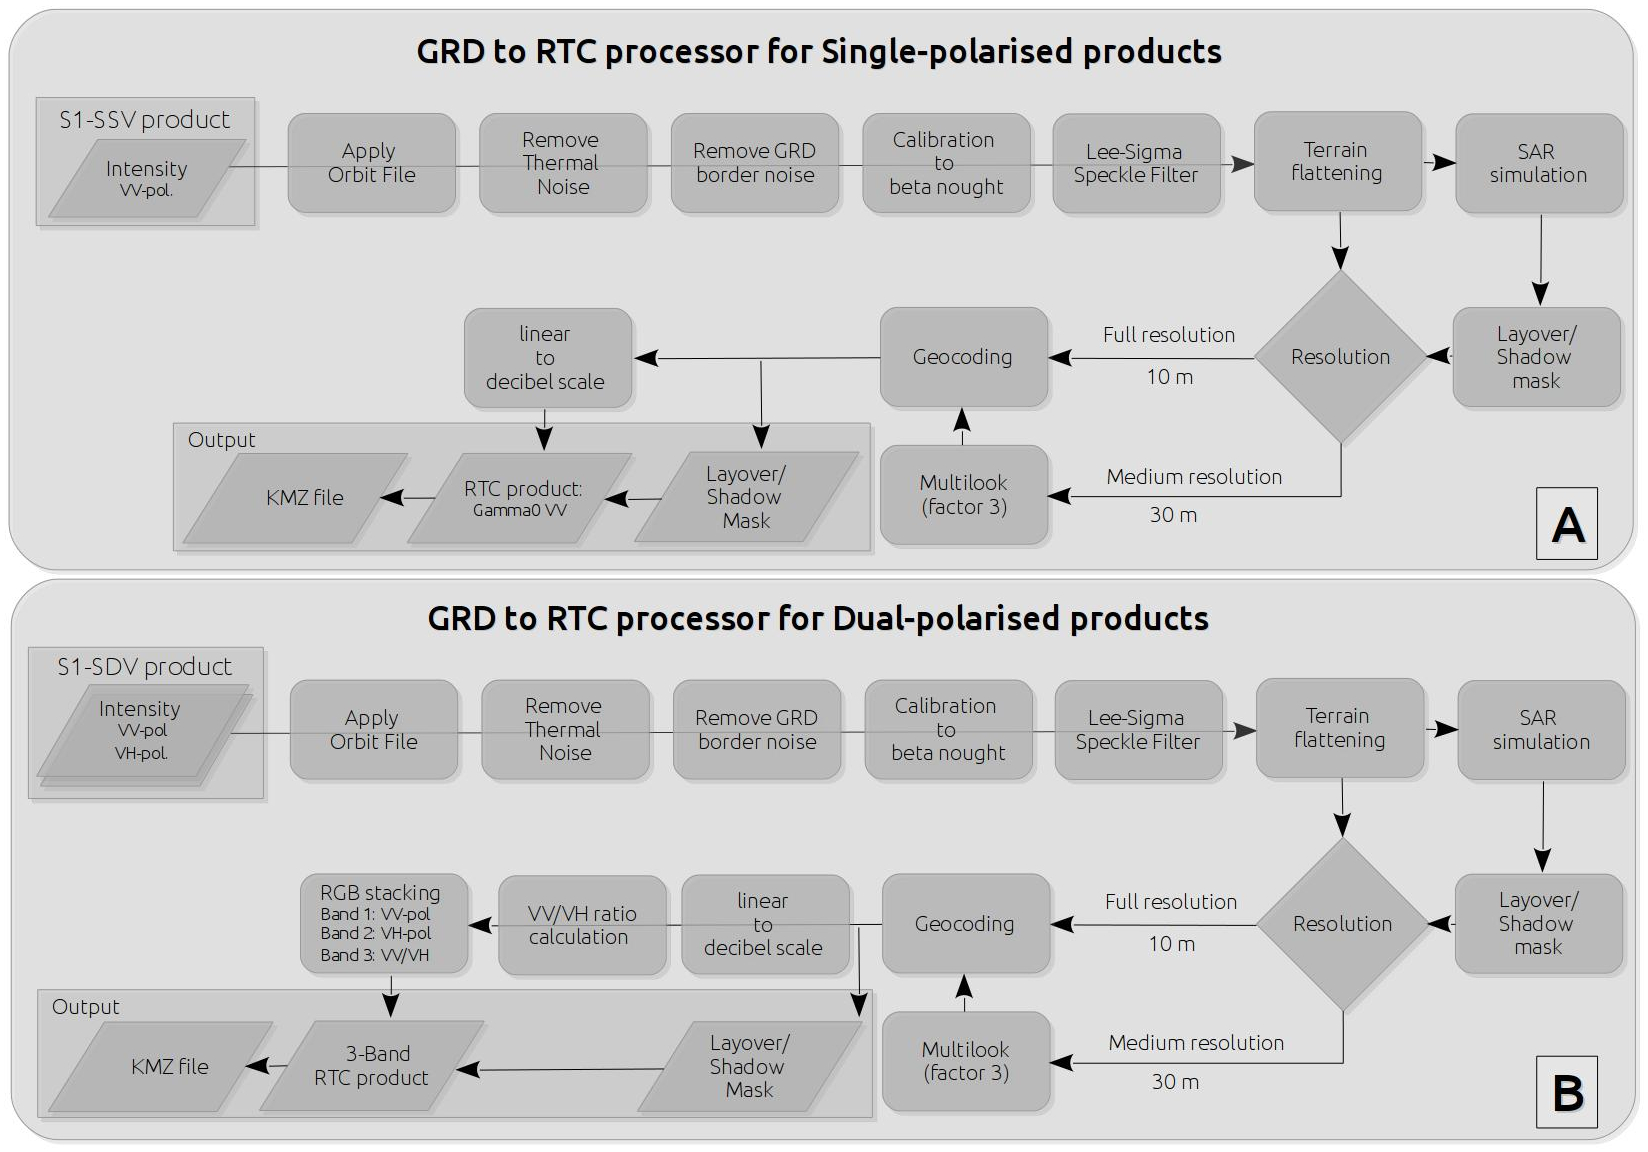 GRD to RTC processor for Single-polarised products
S1-SSV product
Intensity
VV-pol.
Apply
Orbit File
Remove
Thermal
Noise
Remove GRD
border noise
Calibration
to
beta nought
Lee-Sigma
Speckle Filter
Terrain
flattening
SAR
simulation
Layover/
Shadow
mask
Resolution
Full resolution
10 m
Medium resolution
30 m
Multilook
(factor 3)
Geocoding
linear
to
decibel scale
Output
KMZ file
RTC product:
Gamma0 VV
Layover/
Shadow
Mask
A
GRD to RTC processor for Dual-polarised products
S1-SDV product
Intensity
VV-pol
VH-pol.
Apply
Orbit File
Remove
Thermal
Noise
Remove GRD
border noise
Calibration
to
beta nought
Lee-Sigma
Speckle Filter
Terrain
flattening
SAR
simulation
Layover/
Shadow
mask
Resolution
Full resolution
10 m
Medium resolution
30 m
Multilook
(factor 3)
Geocoding
linear
to
decibel scale
VV/VH ratio
calculation
RGB stacking
Band 1: VV-pol
Band 2: VH-pol
Band 3: VV/VH
Output
KMZ file
3-Band
RTC product
Layover/
Shadow
Mask
B